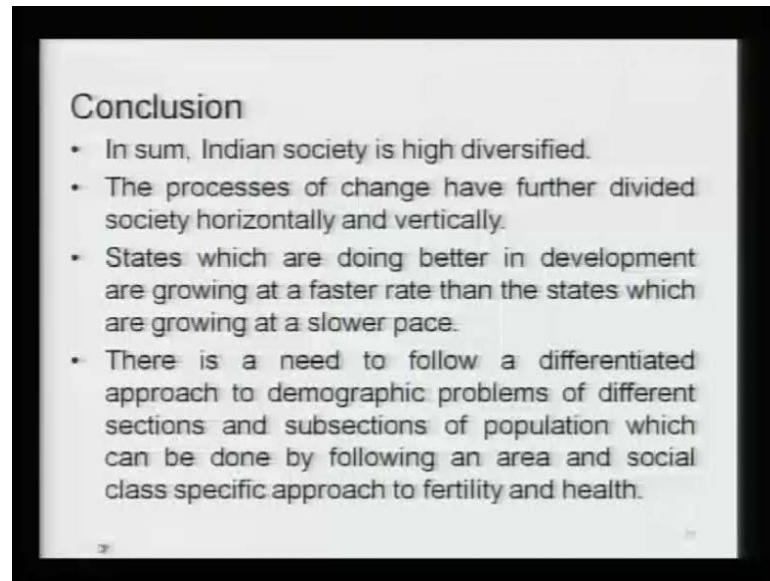 Conclusion
• In sum, Indian society is high diversified.
• The processes of change have further divided
society horizontally and vertically.
• States which are doing better in development
are growing at a faster rate than the states which
are growing at a slower pace.
• There is a need to follow a differentiated
approach to demographic problems of different
sections and subsections of population which
can be done by following an area and social
class specific approach to fertility and health.